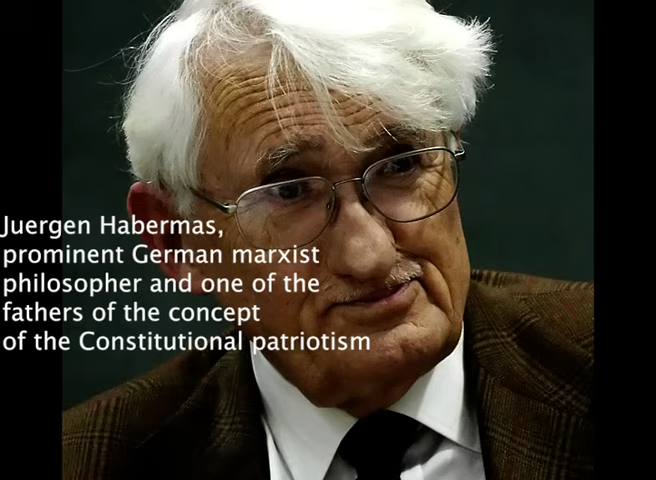 Juergen Habermas,
prominent German marxist
philosopher and one of the
fathers of the concept
of the Constitutional patriotism